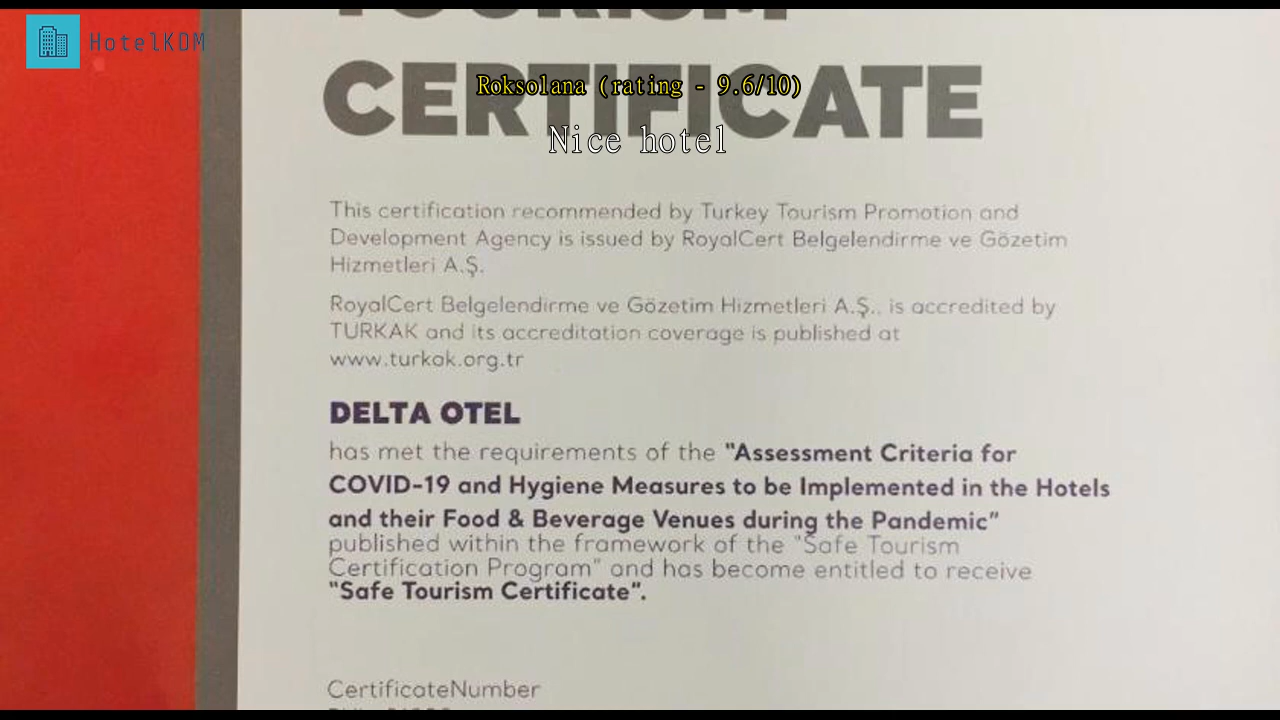 HotelKDM
TOURISM
CERTIFICATE
Roksolana (rating - 9.6/10)
Nice hotel
This certification recommended by Turkey Tourism Promotion and
Development Agency is issued by RoyalCert Belgelendirme ve Gözetim
Hizmetleri A.Ş.
RoyalCert Belgelendirme ve Gözetim Hizmetleri A.Ş., is accredited by
TURKAK and its accreditation coverage is published at
www.turkak.org.tr
DELTA OTEL
has met the requirements of the "Assessment Criteria for
COVID-19 and Hygiene Measures to be Implemented in the Hotels
and their Food & Beverage Venues during the Pandemic"
published within the framework of the "Safe Tourism
Certification Program" and has become entitled to receive
"Safe Tourism Certificate".
CertificateNumber